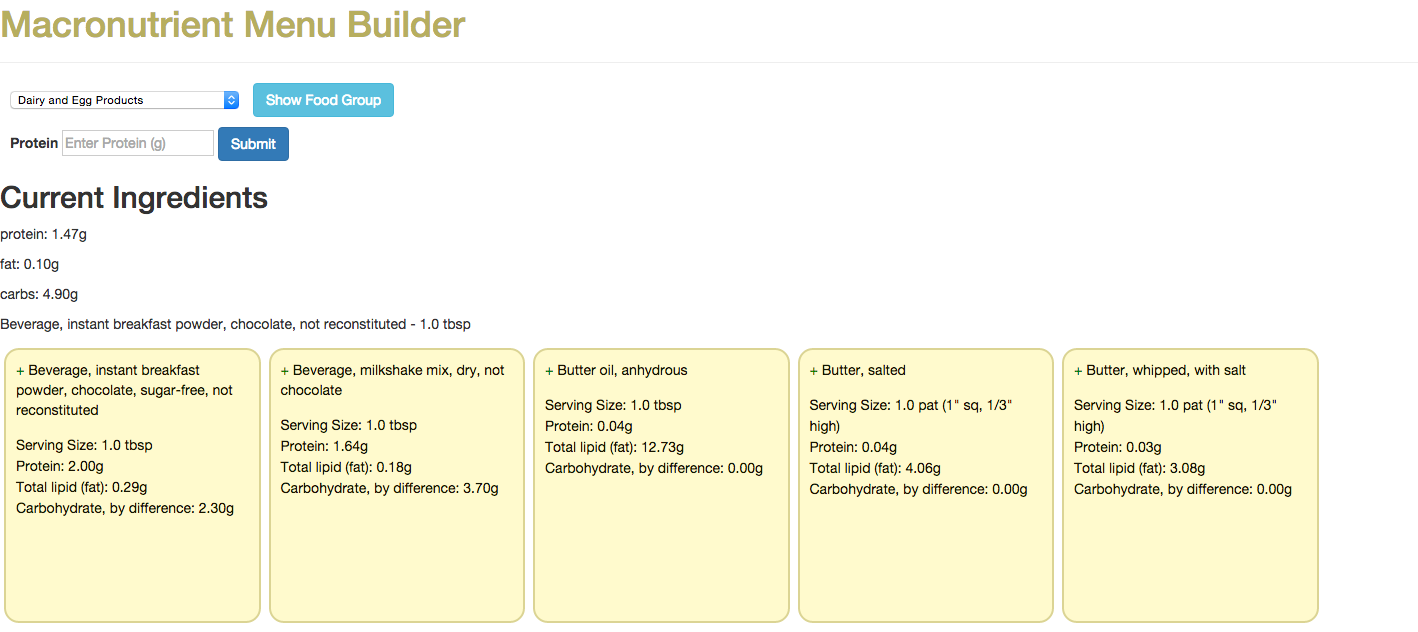 Macronutrient Menu Builder
Dairy and Egg Products
Show Food Group
Protein Enter Protein (g) Submit
Current Ingredients
protein: 1.47g
fat: 0.10g
carbs: 4.90g
Beverage, instant breakfast powder, chocolate, not reconstituted - 1.0 tbsp
+ Beverage, instant breakfast
powder, chocolate, sugar-free, not
reconstituted
Serving Size: 1.0 tbsp
Protein: 2.00g
Total lipid (fat): 0.29g
Carbohydrate, by difference: 2.30g
+ Beverage, milkshake mix, dry, not
chocolate
Serving Size: 1.0 tbsp
Protein: 1.64g
Total lipid (fat): 0.18g
Carbohydrate, by difference: 3.70g
+ Butter oil, anhydrous
Serving Size: 1.0 tbsp
Protein: 0.04g
Total lipid (fat): 12.73g
Carbohydrate, by difference: 0.00g
+ Butter, salted
Serving Size: 1.0 pat (1" sq, 1/3"
high)
Protein: 0.04g
Total lipid (fat): 4.06g
Carbohydrate, by difference: 0.00g
+ Butter, whipped, with salt
Serving Size: 1.0 pat (1" sq, 1/3"
high)
Protein: 0.03g
Total lipid (fat): 3.08g
Carbohydrate, by difference: 0.00g